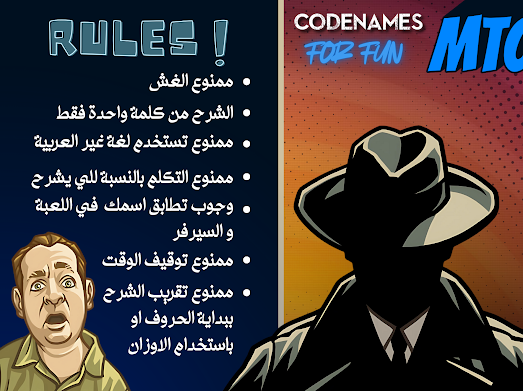 RULES!
ممنوع الغش
الشرح من كلمة واحدة فقط
ممنوع تستخدم لغة غير العربية
ممنوع التكلم بالنسبة للي يشرح
وجوب تطابق اسمك في اللعبة
و السيرفر
ممنوع توقيف الوقت
ممنوع تقريب الشرح
ببداية الحروف او
باستخدام الاوزان
CODENAMES
FOR FUN